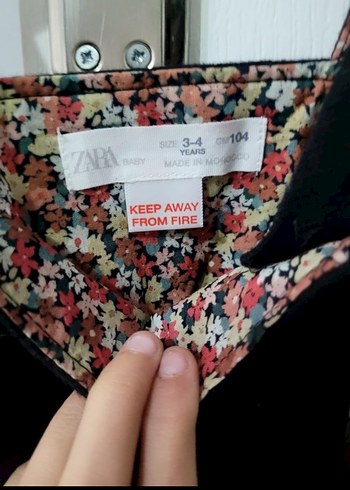 ZARA BABY
SIZE 3-4 YEARS CM 104
MADE IN MOROCCO
KEEP AWAY
FROM FIRE